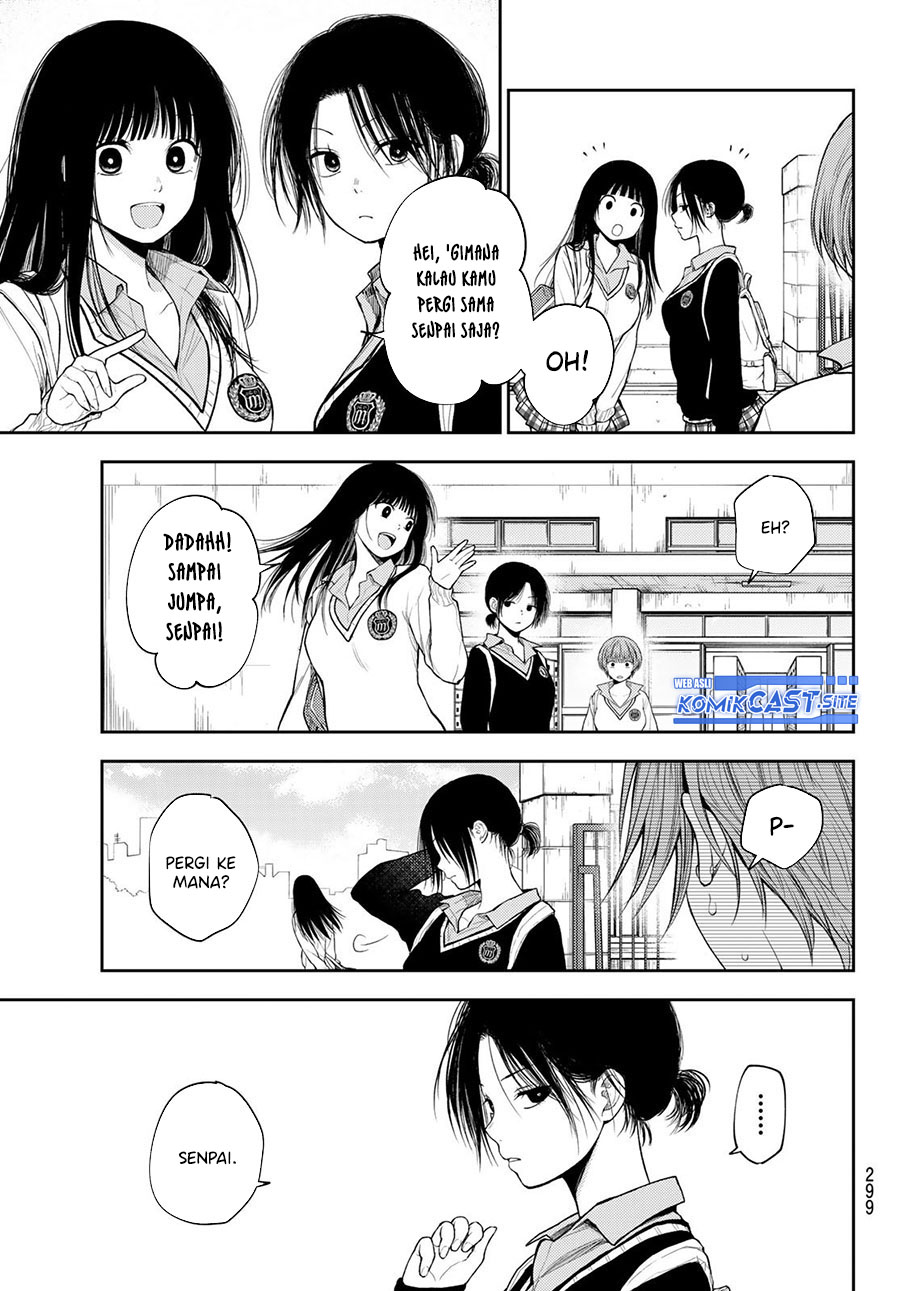 OH!
HEI, 'GIMANA
KALAU KAMU
PERGI SAMA
SENPAI SAJA?
EH?
DADAHH!
SAMPAI
JUMPA,
SENPAI!
WEB ASLI
KOMIKCAST.SITE
P-
PERGI KE
MANA?
......
SENPAI.
299